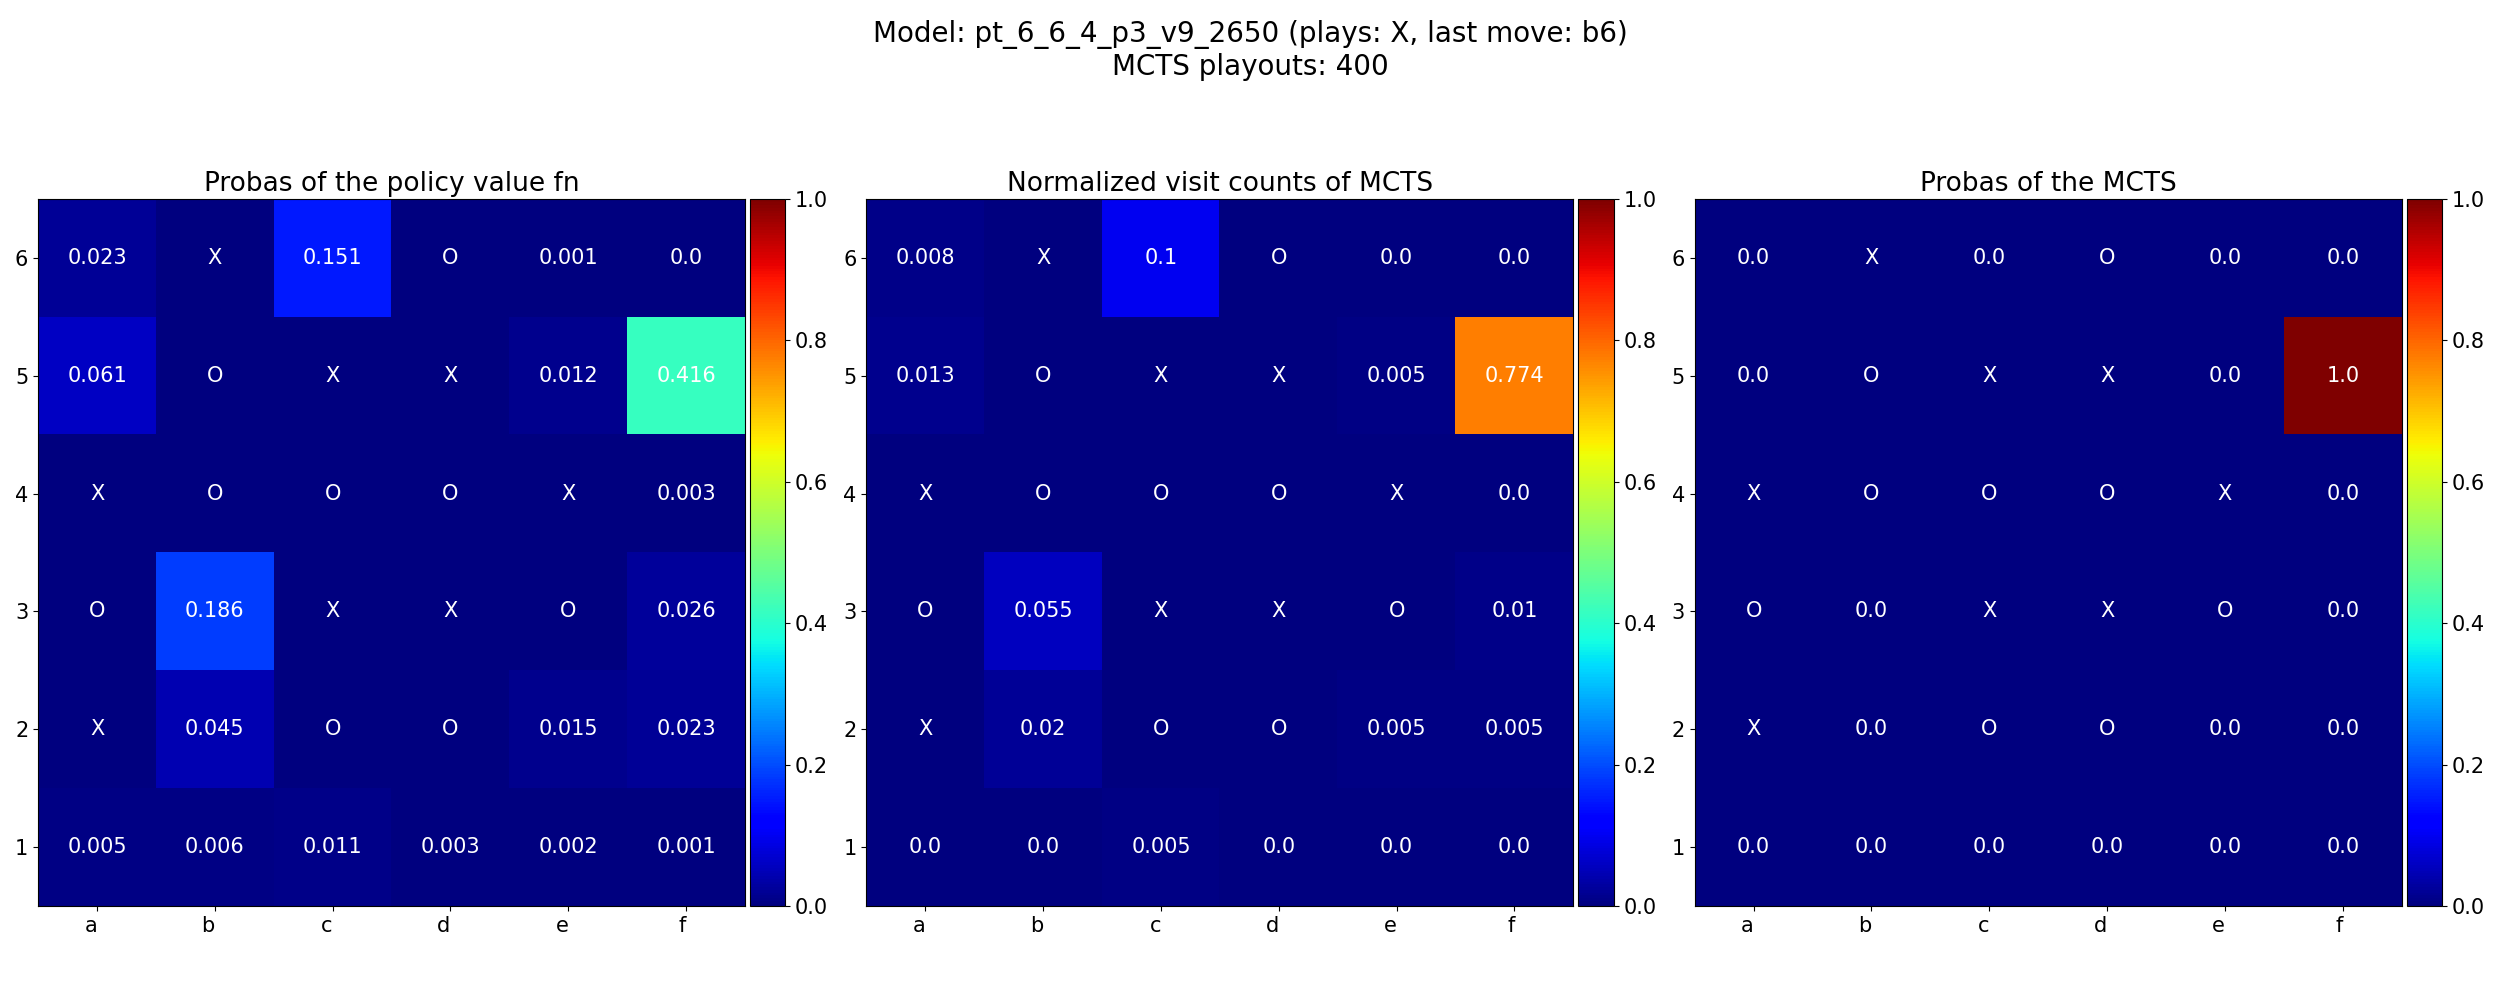 Model: pt_6_6_4_p3_v9_2650 (plays: X, last move: b6)
MCTS playouts: 400
Probas of the policy value fn
6 0.023 X 0.151 O 0.001 0.0
5 0.061 O X X 0.012 0.416
4 X O O O X 0.003
3 O 0.186 X X O 0.026
2 X 0.045 O O 0.015 0.023
1 0.005 0.006 0.011 0.003 0.002 0.001
a b c d e f
1.0
0.8
0.6
0.4
0.2
0.0
Normalized visit counts of MCTS
6 0.008 X 0.1 O 0.0 0.0
5 0.013 O X X 0.005 0.774
4 X O O O X 0.0
3 O 0.055 X X O 0.01
2 X 0.02 O O 0.005 0.005
1 0.0 0.0 0.005 0.0 0.0 0.0
a b c d e f
1.0
0.8
0.6
0.4
0.2
0.0
Probas of the MCTS
6 0.0 X 0.0 O 0.0 0.0
5 0.0 O X X 0.0 1.0
4 X O O O X 0.0
3 O 0.0 X X O 0.0
2 X 0.0 O O 0.0 0.0
1 0.0 0.0 0.0 0.0 0.0 0.0
a b c d e f
1.0
0.8
0.6
0.4
0.2
0.0